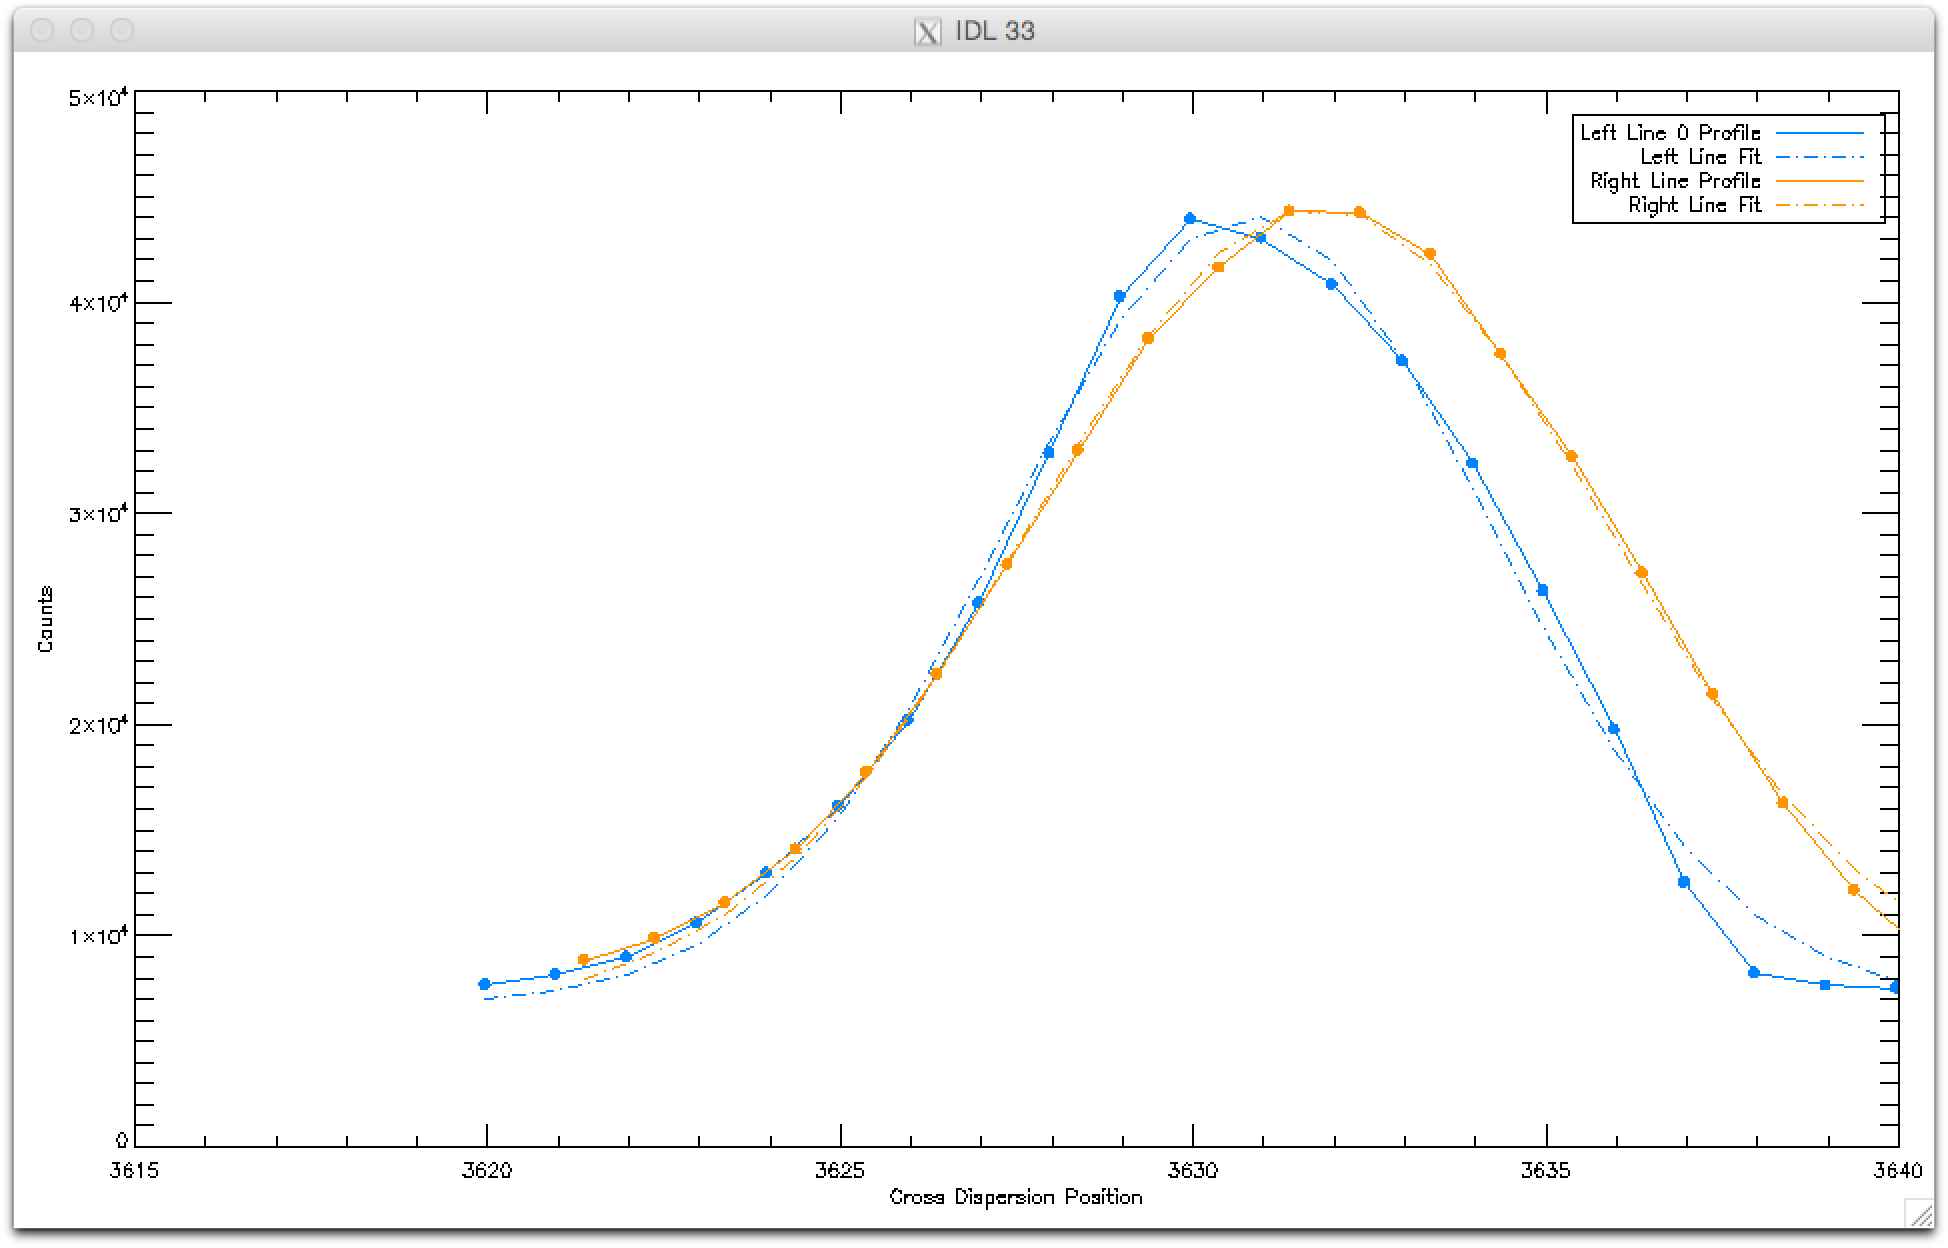 IDL 33
5×10⁴
4×10⁴
3×10⁴
2×10⁴
1×10⁴
0
Counts
Left Line 0 Profile
Left Line Fit
Right Line Profile
Right Line Fit
3615 3620 3625 3630 3635 3640
Cross Dispersion Position